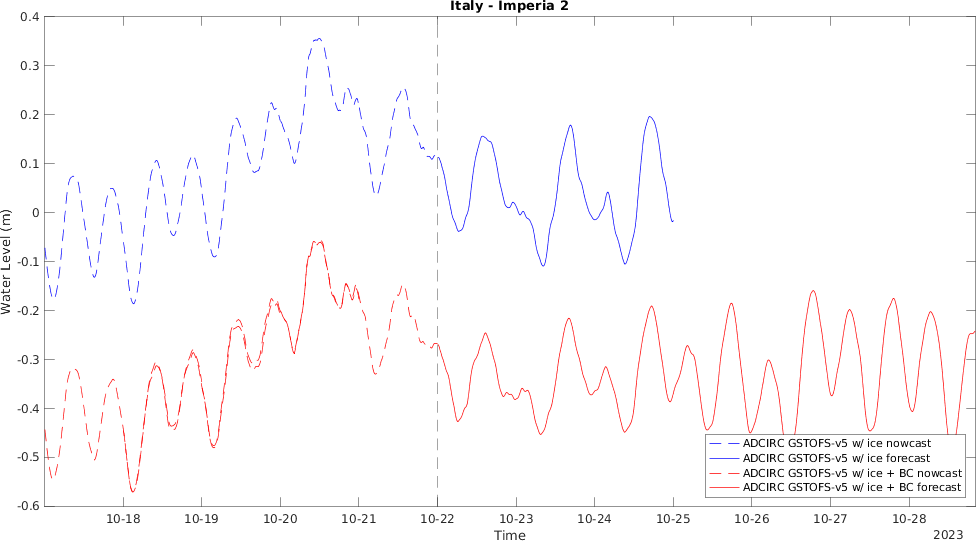 Italy - Imperia 2
Water Level (m)
0.4
0.3
0.2
0.1
0
-0.1
-0.2
-0.3
-0.4
-0.5
-0.6
ADCIRC GSTOFS-v5 w/ ice nowcast
ADCIRC GSTOFS-v5 w/ ice forecast
ADCIRC GSTOFS-v5 w/ ice + BC nowcast
ADCIRC GSTOFS-v5 w/ ice + BC forecast
10-18 10-19 10-20 10-21 10-22 10-23 10-24 10-25 10-26 10-27 10-28
Time
2023